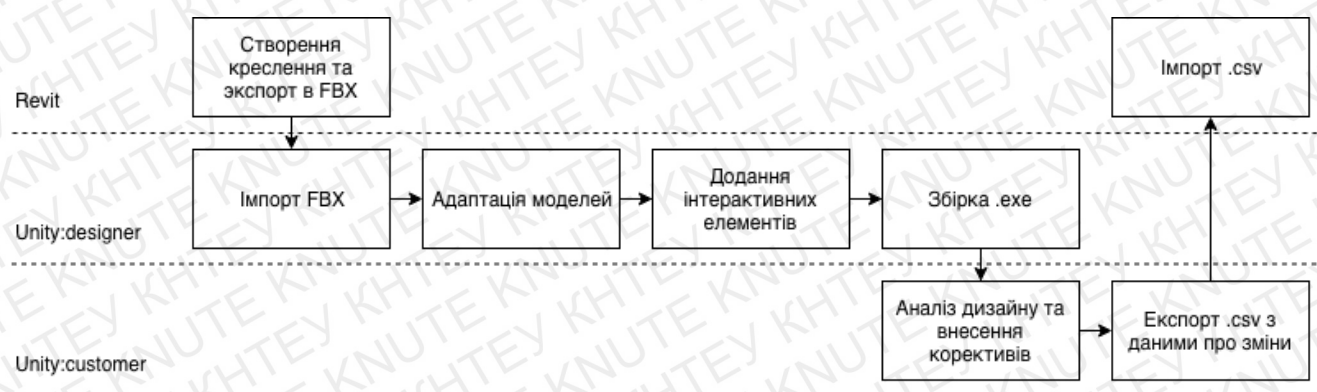 Створення
креслення та
экспорт в FBX
Імпорт .csv
Revit
Імпорт FBX
Адаптація моделей
Додання
інтерактивних
елементів
Збірка .exe
Unity:designer
Аналіз дизайну та
внесення
корективів
Експорт .csv з
даними про зміни
Unity:customer